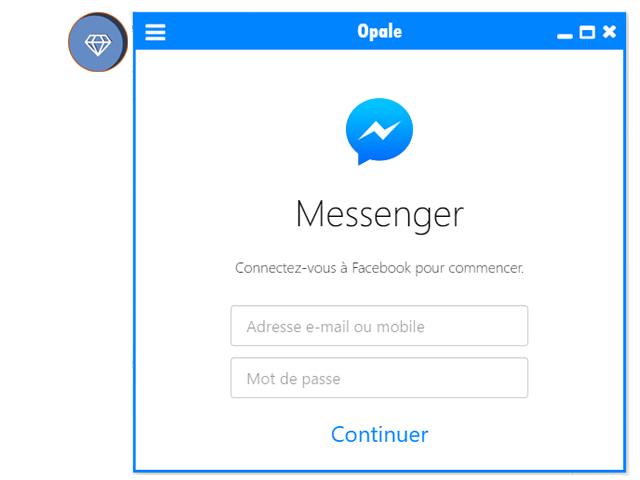 Opale
Messenger
Connectez-vous à Facebook pour commencer.
Adresse e-mail ou mobile
Mot de passe
Continuer